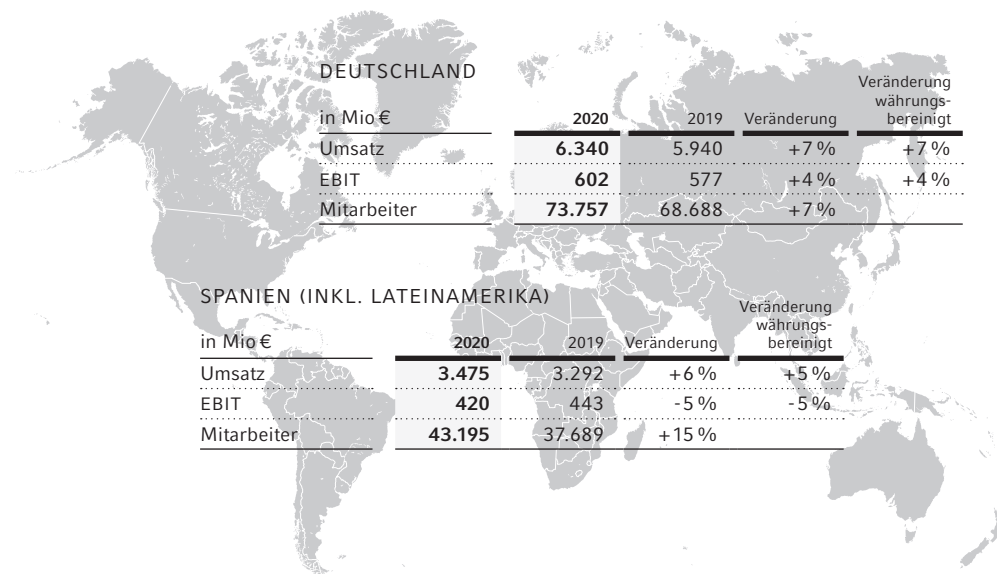 DEUTSCHLAND
Veränderung
währungs-
in Mio € 2020 2019 Veränderung bereinigt
Umsatz 6.340 5.940 +7 % +7 %
EBIT 602 577 +4 % +4 %
Mitarbeiter 73.757 68.688 +7 %
SPANIEN (INKL. LATEINAMERIKA)
Veränderung
währungs-
in Mio € 2020 2019 Veränderung bereinigt
Umsatz 3.475 3.292 +6 % +5 %
EBIT 420 443 -5 % -5 %
Mitarbeiter 43.195 37.689 +15 %